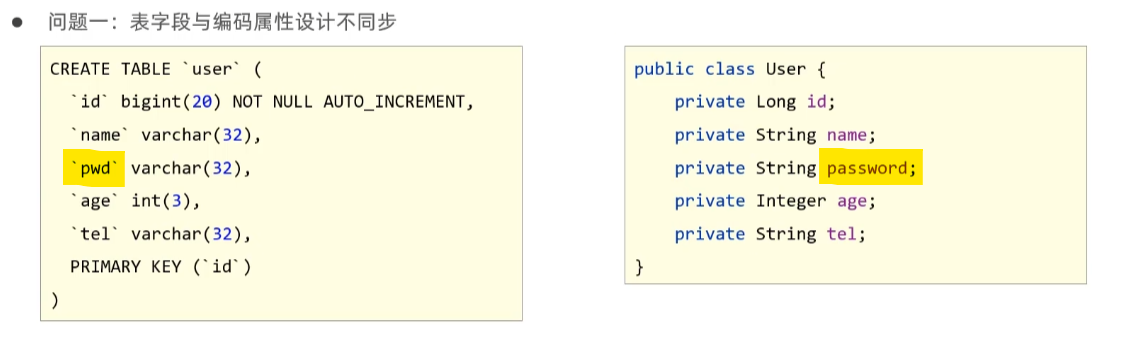 ● 问题一：表字段与编码属性设计不同步
CREATE TABLE `user` (
`id` bigint(20) NOT NULL AUTO_INCREMENT,
`name` varchar(32),
`pwd` varchar(32),
`age` int(3),
`tel` varchar(32),
PRIMARY KEY (`id`)
)
public class User {
private Long id;
private String name;
private String password;
private Integer age;
private String tel;
}